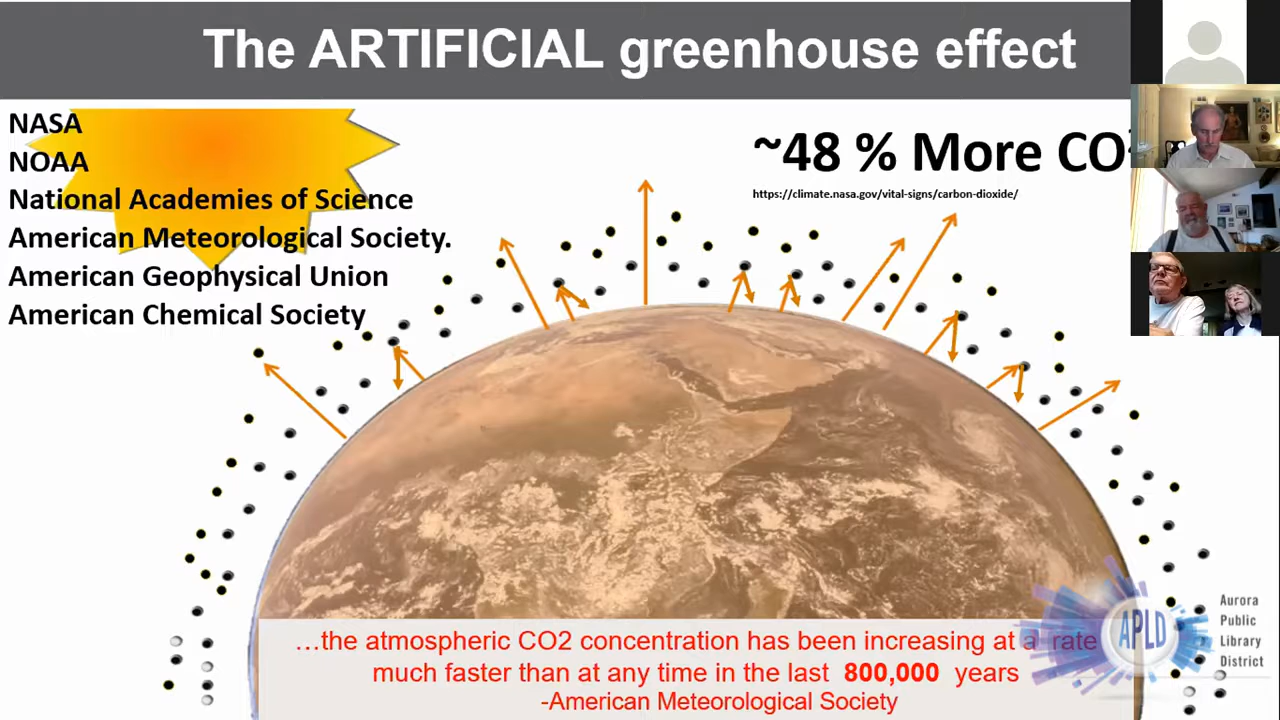 The ARTIFICIAL greenhouse effect
NASA
NOAA
National Academies of Science
American Meteorological Society.
American Geophysical Union
American Chemical Society
~48 % More CO
https://climate.nasa.gov/vital-signs/carbon-dioxide/
…the atmospheric CO2 concentration has been increasing at a rate
much faster than at any time in the last 800,000 years
-American Meteorological Society
APLD
Aurora
Public
Library
District